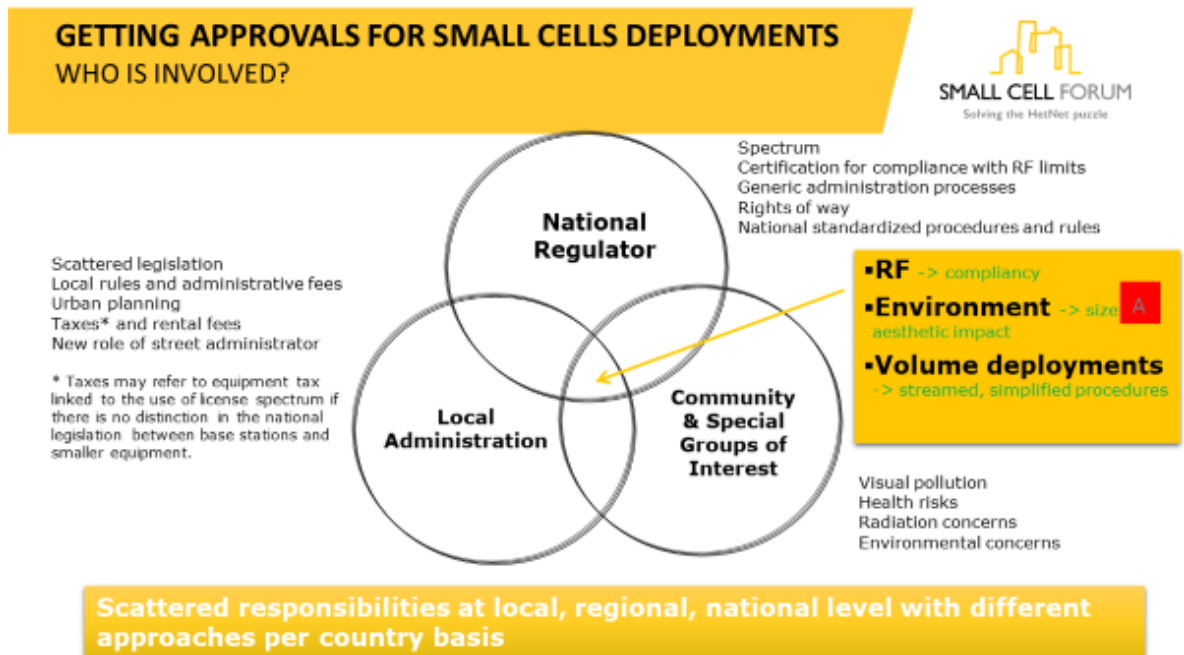 GETTING APPROVALS FOR SMALL CELLS DEPLOYMENTS
WHO IS INVOLVED?
SMALL CELL FORUM
Solving the HetNet puzzle
Spectrum
Certification for compliance with RF limits
Generic administration processes
Rights of way
National standardized procedures and rules
National
Regulator
Scattered legislation
Local rules and administrative fees
Urban planning
Taxes* and rental fees
New role of street administrator
* Taxes may refer to equipment tax
linked to the use of license spectrum if
there is no distinction in the national
legislation between base stations and
smaller equipment.
▪RF -> compliancy
▪Environment -> size A
aesthetic impact
▪Volume deployments
-> streamed, simplified procedures
Local
Administration
Community
& Special
Groups of
Interest
Visual pollution
Health risks
Radiation concerns
Environmental concerns
Scattered responsibilities at local, regional, national level with different
approaches per country basis